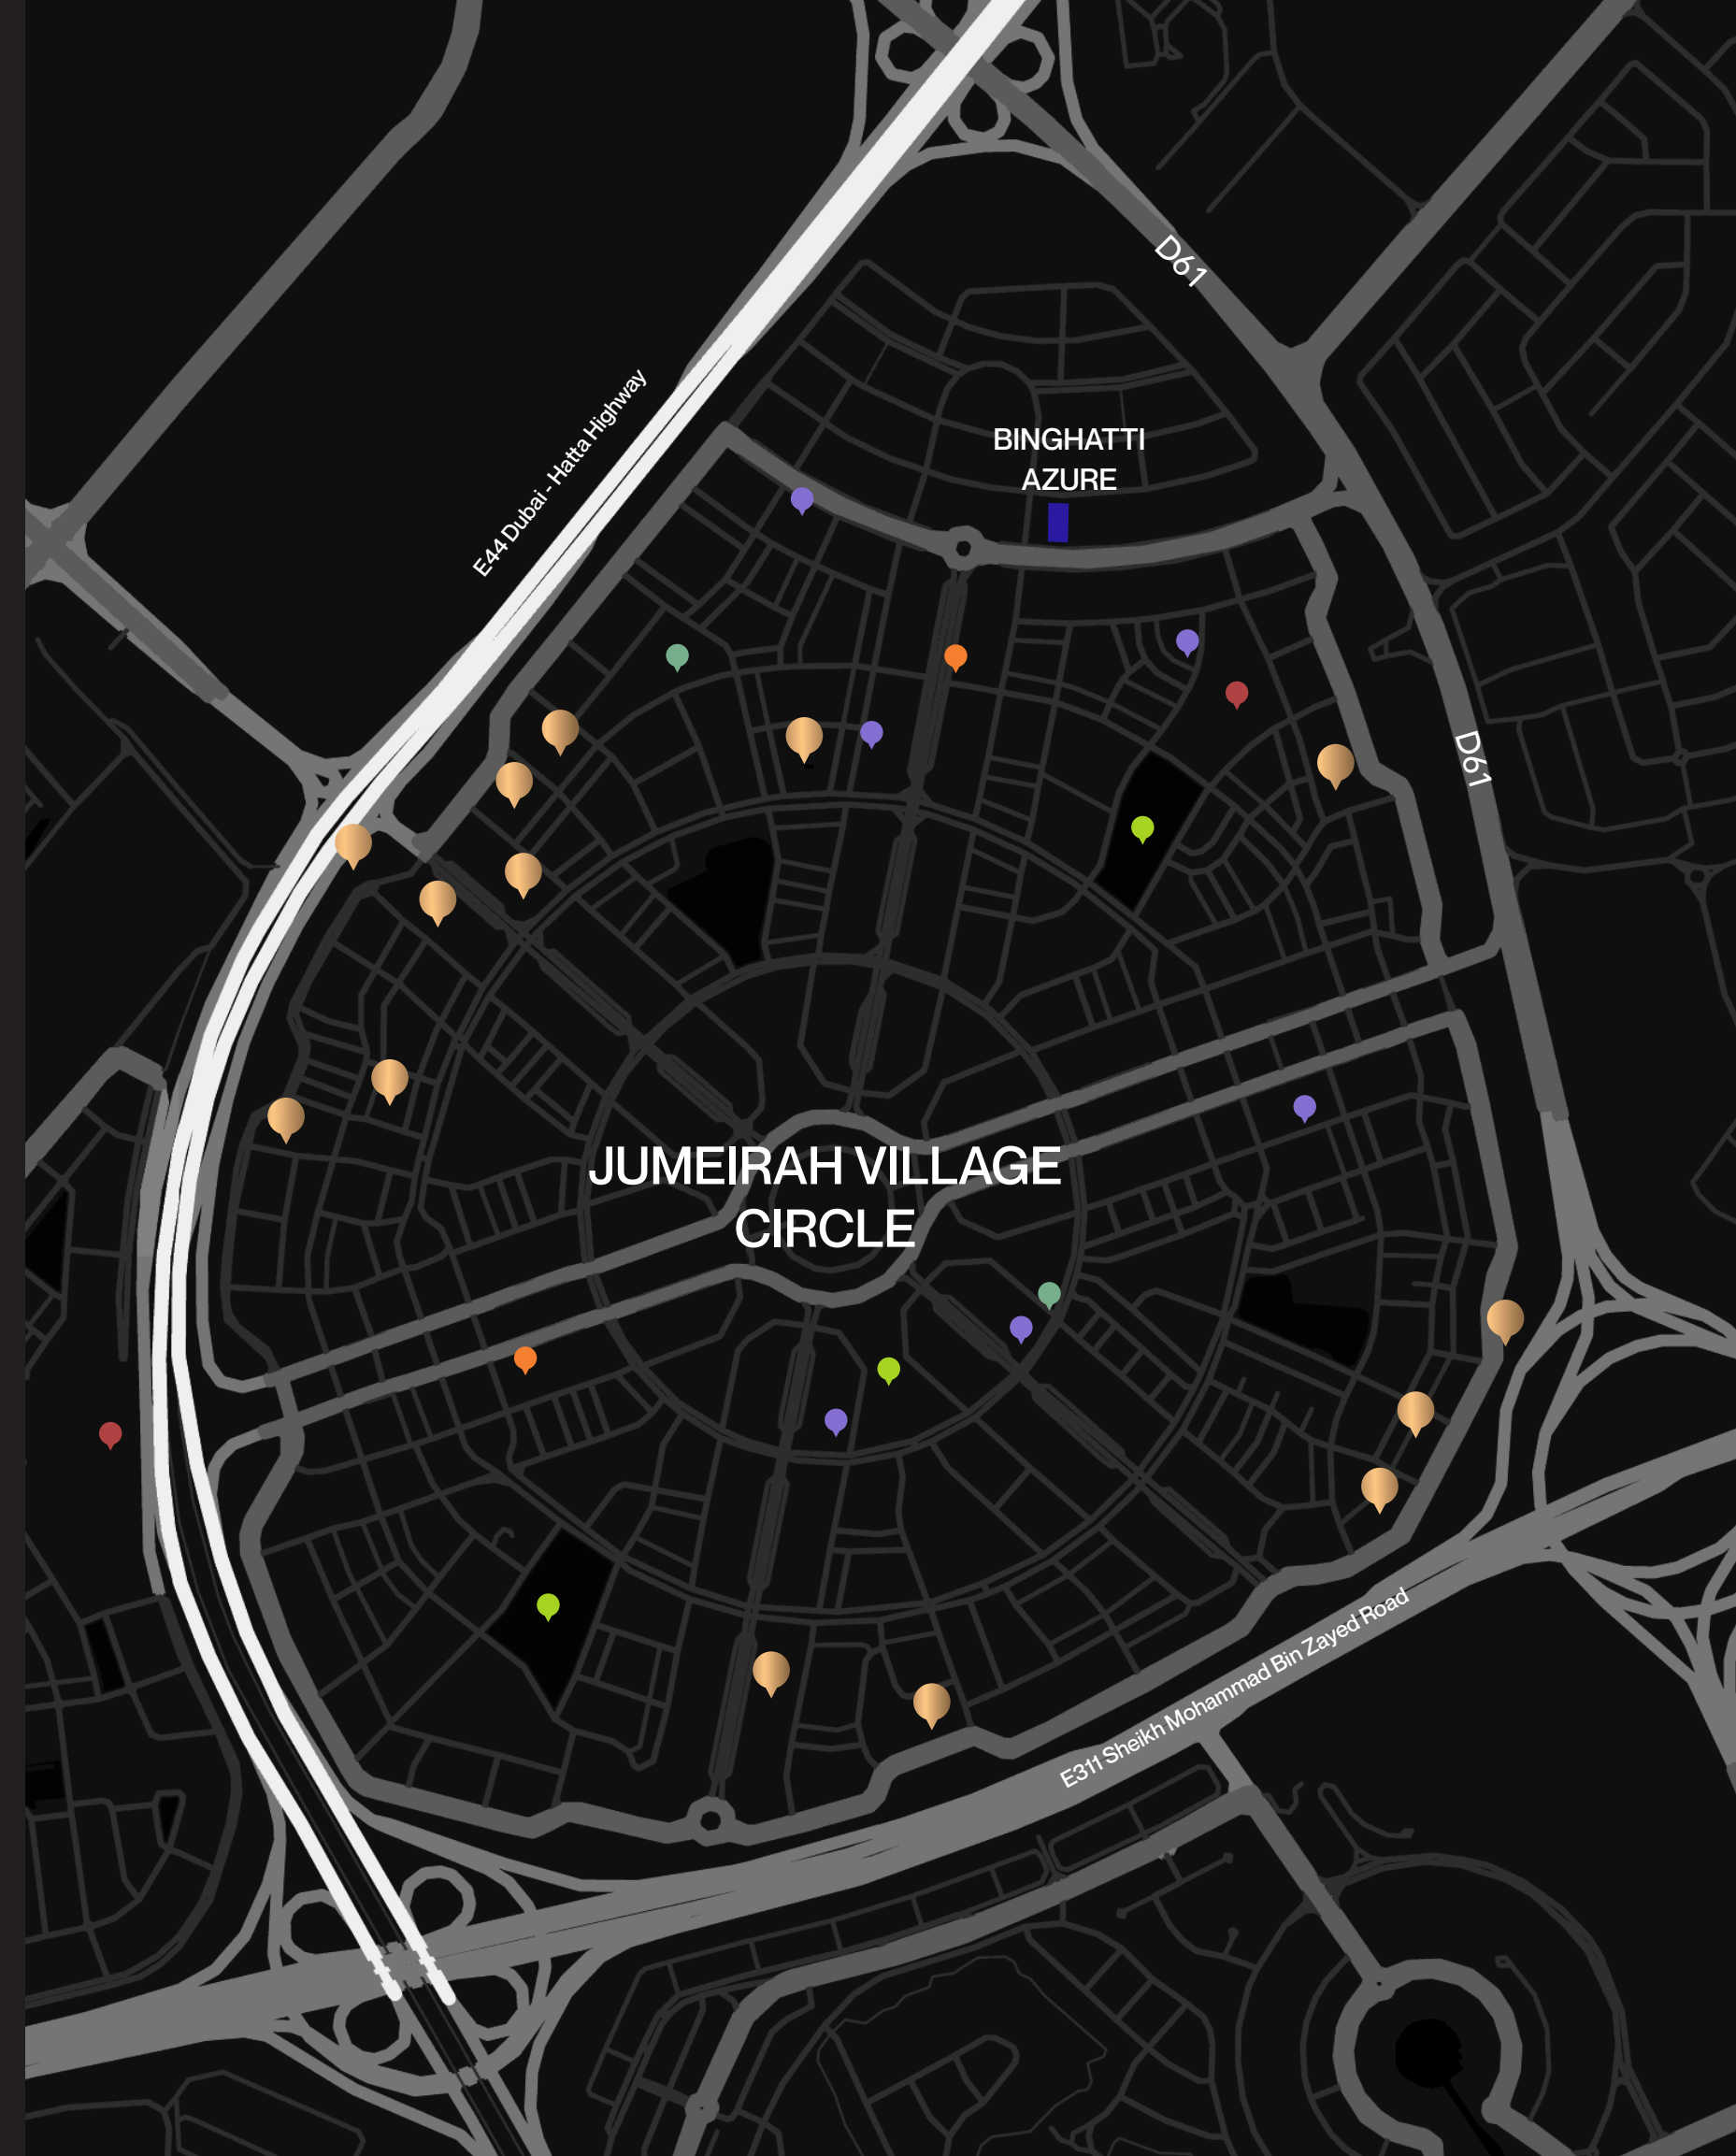 D61
E44 Dubai - Hatta Highway
BINGHATTI
AZURE
D61
JUMEIRAH VILLAGE
CIRCLE
E311 Sheikh Mohammad Bin Zayed Road